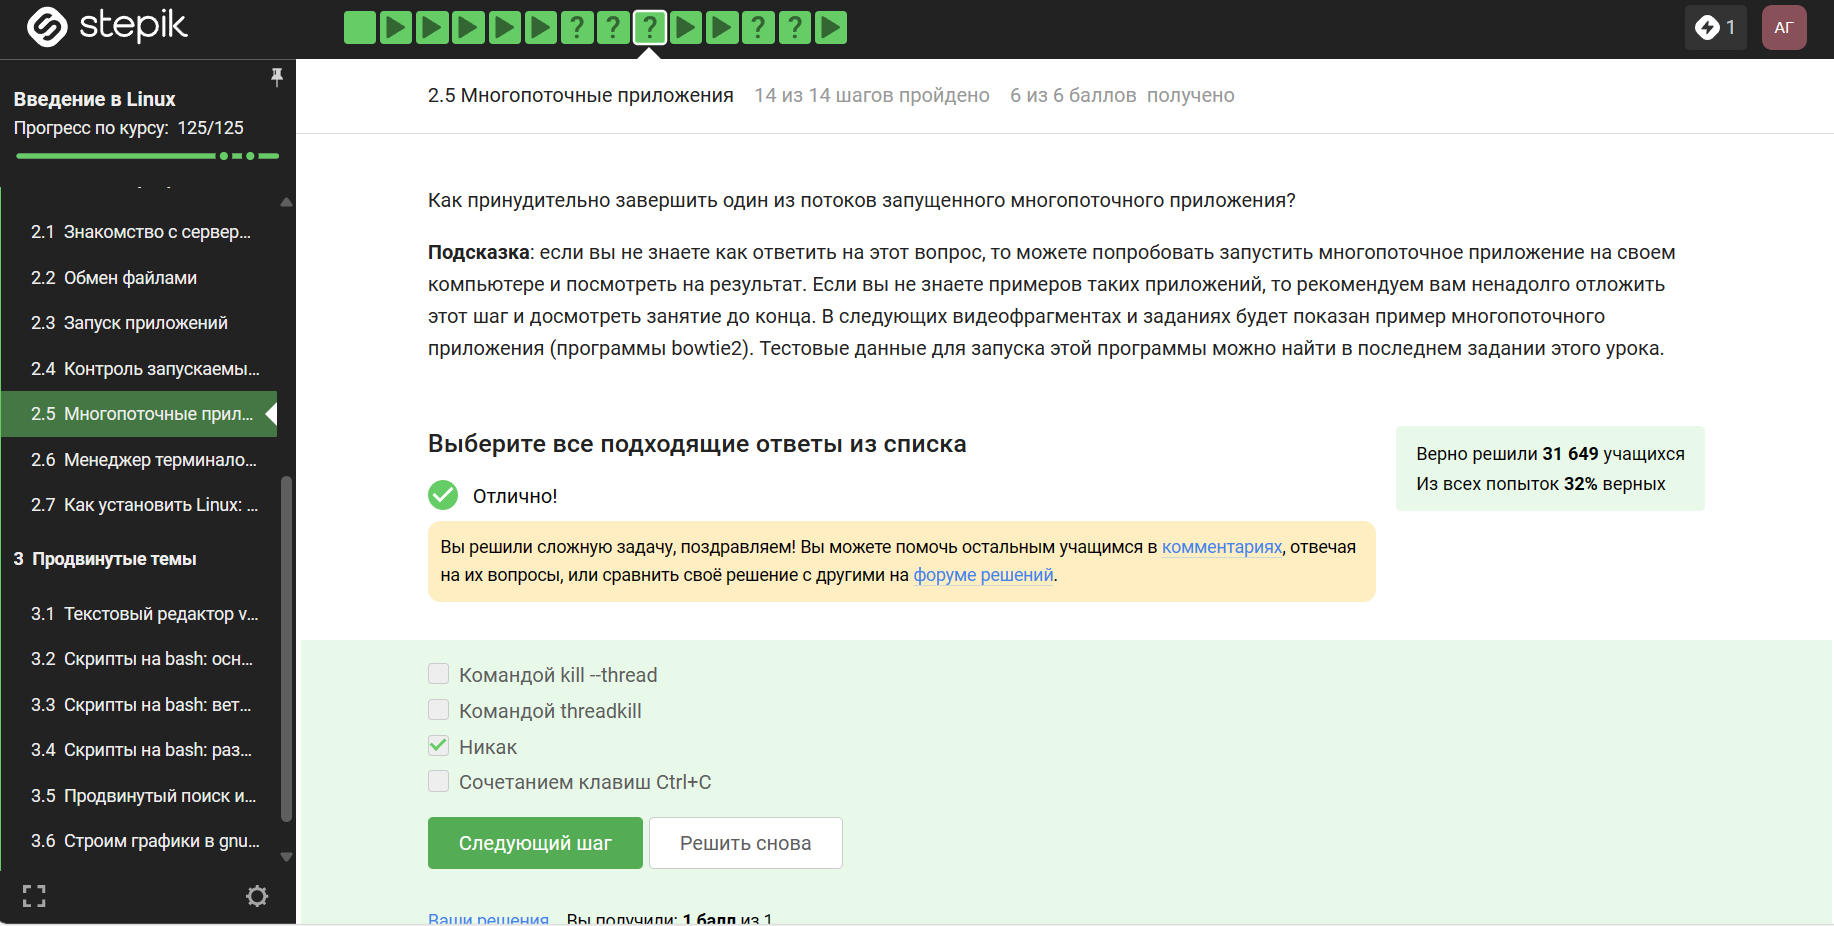 stepik
? ? ? ? ?
1
АГ
Введение в Linux
Прогресс по курсу: 125/125
2.1 Знакомство с сервер...
2.2 Обмен файлами
2.3 Запуск приложений
2.4 Контроль запускаемы...
2.5 Многопоточные прил...
2.6 Менеджер терминало...
2.7 Как установить Linux: ...
3 Продвинутые темы
3.1 Текстовый редактор v...
3.2 Скрипты на bash: осн...
3.3 Скрипты на bash: вет...
3.4 Скрипты на bash: раз...
3.5 Продвинутый поиск и...
3.6 Строим графики в gnu...
2.5 Многопоточные приложения 14 из 14 шагов пройдено 6 из 6 баллов получено
Как принудительно завершить один из потоков запущенного многопоточного приложения?
Подсказка: если вы не знаете как ответить на этот вопрос, то можете попробовать запустить многопоточное приложение на своем
компьютере и посмотреть на результат. Если вы не знаете примеров таких приложений, то рекомендуем вам ненадолго отложить
этот шаг и досмотреть занятие до конца. В следующих видеофрагментах и заданиях будет показан пример многопоточного
приложения (программы bowtie2). Тестовые данные для запуска этой программы можно найти в последнем задании этого урока.
Выберите все подходящие ответы из списка
Отлично!
Верно решили 31 649 учащихся
Из всех попыток 32% верных
Вы решили сложную задачу, поздравляем! Вы можете помочь остальным учащимся в комментариях, отвечая
на их вопросы, или сравнить своё решение с другими на форуме решений.
Командой kill --thread
Командой threadkill
Никак
Сочетанием клавиш Ctrl+C
Следующий шаг
Решить снова
Ваши решения Вы получили: 1 балл из 1